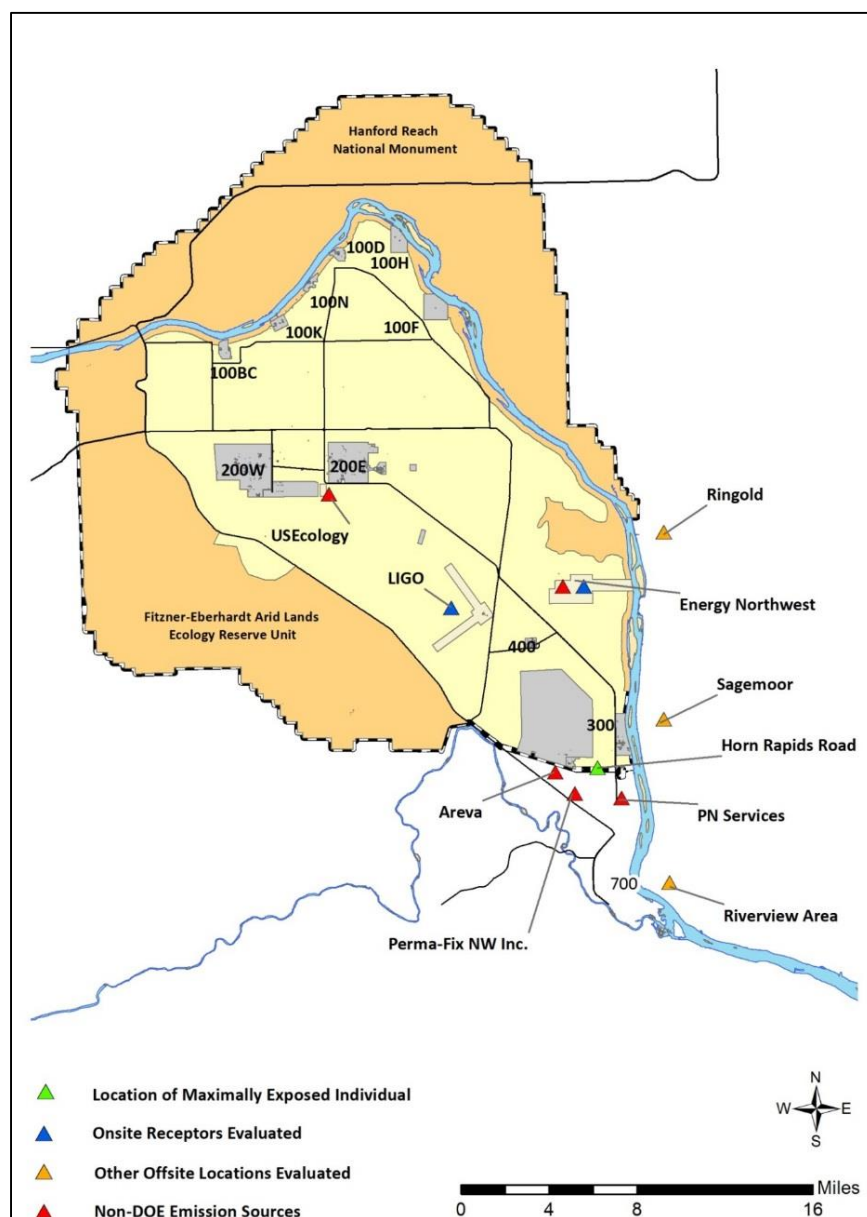 Hanford Reach
National Monument
100D
100H
100N
100K
100F
100BC
200W
200E
USEcology
Ringold
LIGO
Energy Northwest
Fitzner-Eberhardt Arid Lands
Ecology Reserve Unit
400
Sagemoor
300
Horn Rapids Road
Areva
PN Services
700
Riverview Area
Perma-Fix NW Inc.
Location of Maximally Exposed Individual
Onsite Receptors Evaluated
Other Offsite Locations Evaluated
Non-DOE Emission Sources
N
W E
S
Miles
0 4 8 16